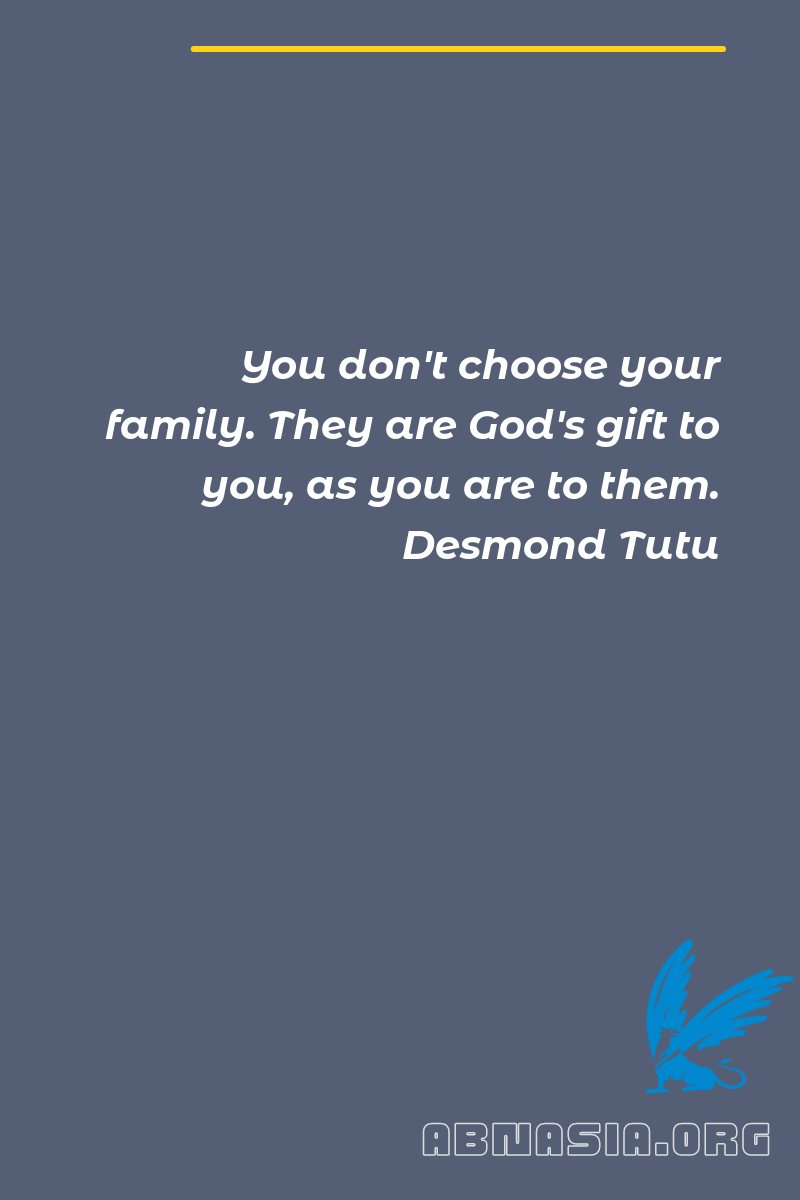 You don't choose your
family. They are God's gift to
you, as you are to them.
Desmond Tutu
ABNASIA.ORG